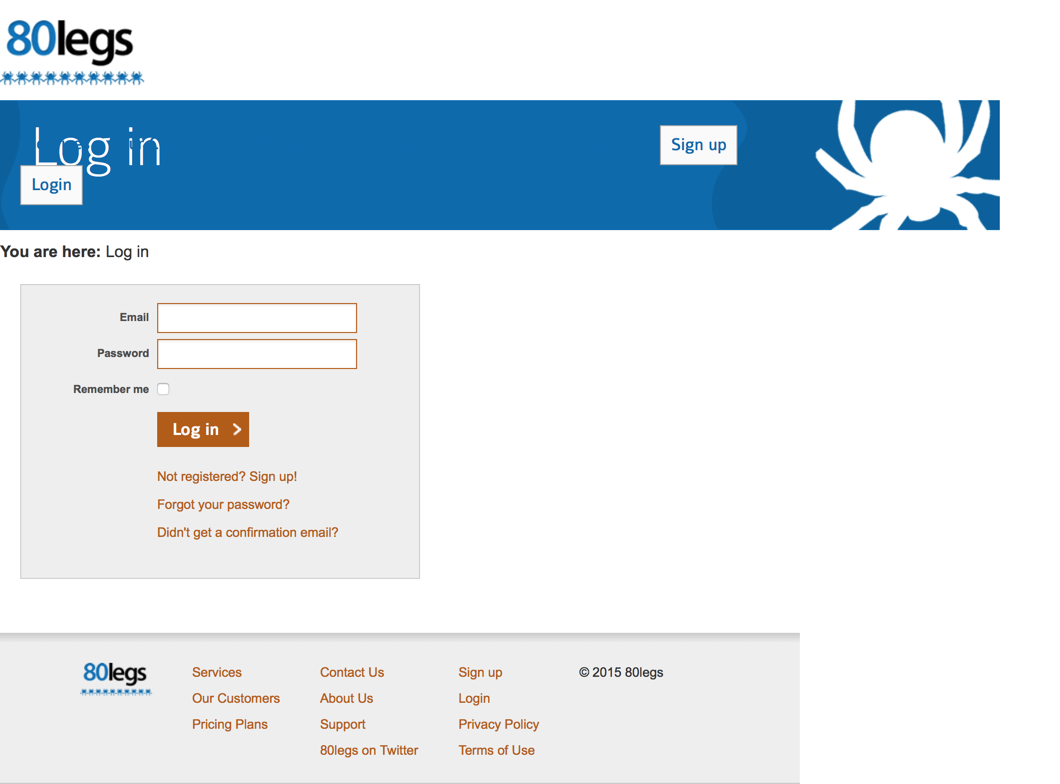 80legs
Log in
Sign up
Login
You are here: Log in
Email
Password
Remember me
Log in
Not registered? Sign up!
Forgot your password?
Didn't get a confirmation email?
80legs
Services
Our Customers
Pricing Plans
Contact Us
About Us
Support
80legs on Twitter
Sign up
Login
Privacy Policy
Terms of Use
© 2015 80legs